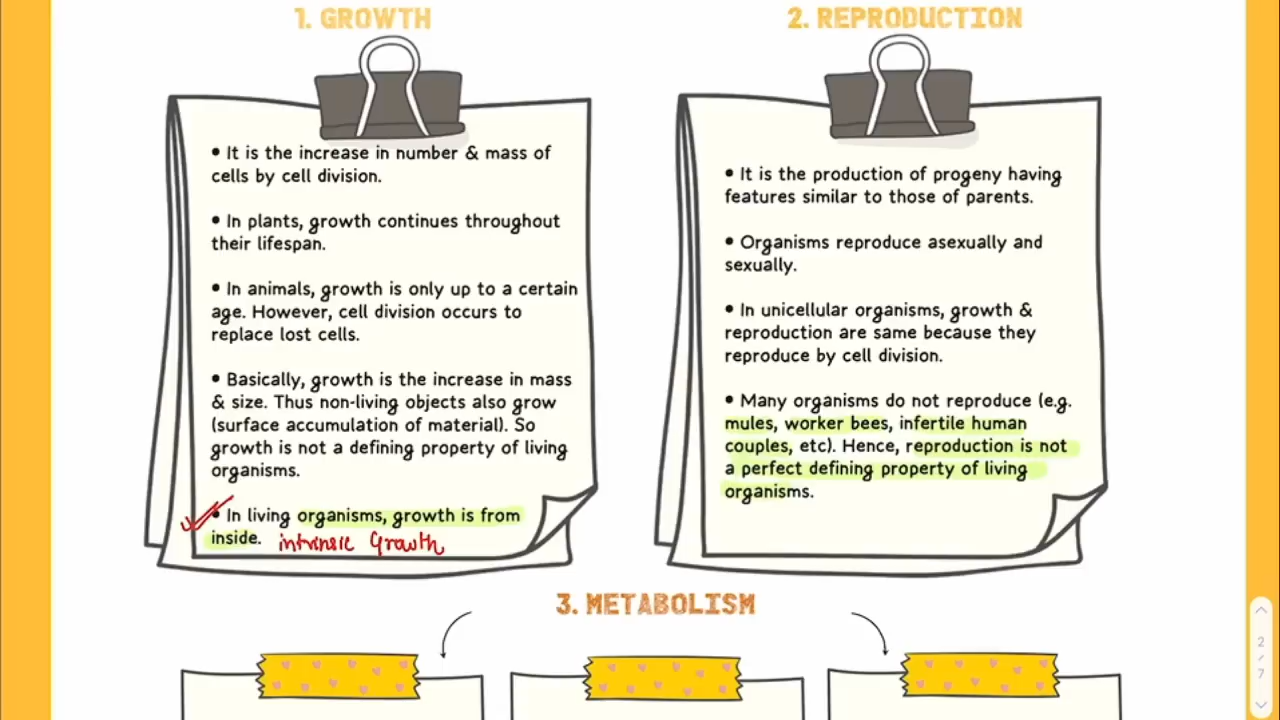 1. GROWTH
• It is the increase in number & mass of
cells by cell division.
• In plants, growth continues throughout
their lifespan.
• In animals, growth is only up to a certain
age. However, cell division occurs to
replace lost cells.
• Basically, growth is the increase in mass
& size. Thus non-living objects also grow
(surface accumulation of material). So
growth is not a defining property of living
organisms.
• In living organisms, growth is from
inside. intrinsic Growth
2. REPRODUCTION
• It is the production of progeny having
features similar to those of parents.
• Organisms reproduce asexually and
sexually.
• In unicellular organisms, growth &
reproduction are same because they
reproduce by cell division.
• Many organisms do not reproduce (e.g.
mules, worker bees, infertile human
couples, etc). Hence, reproduction is not
a perfect defining property of living
organisms.
3. METABOLISM
2
/
7